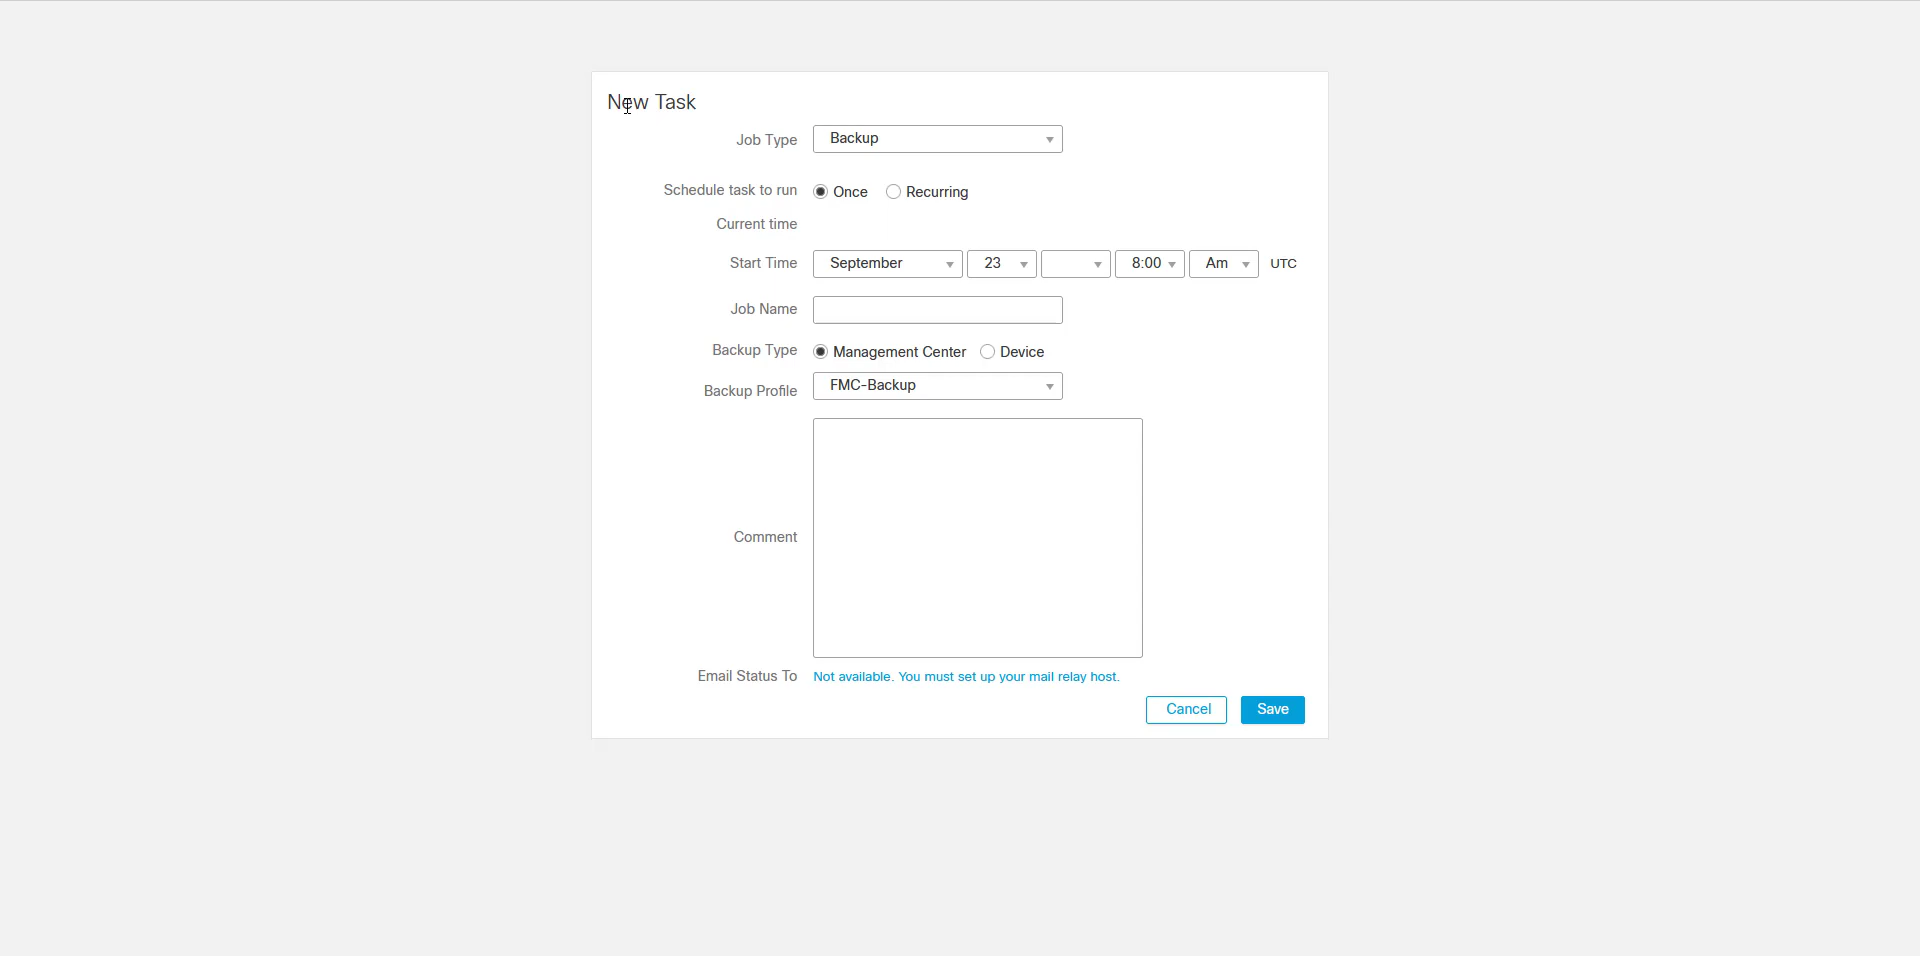 New Task
Job Type Backup
Schedule task to run Once Recurring
Current time
Start Time September 23 8:00 Am UTC
Job Name
Backup Type Management Center Device
Backup Profile FMC-Backup
Comment
Email Status To Not available. You must set up your mail relay host.
Cancel Save